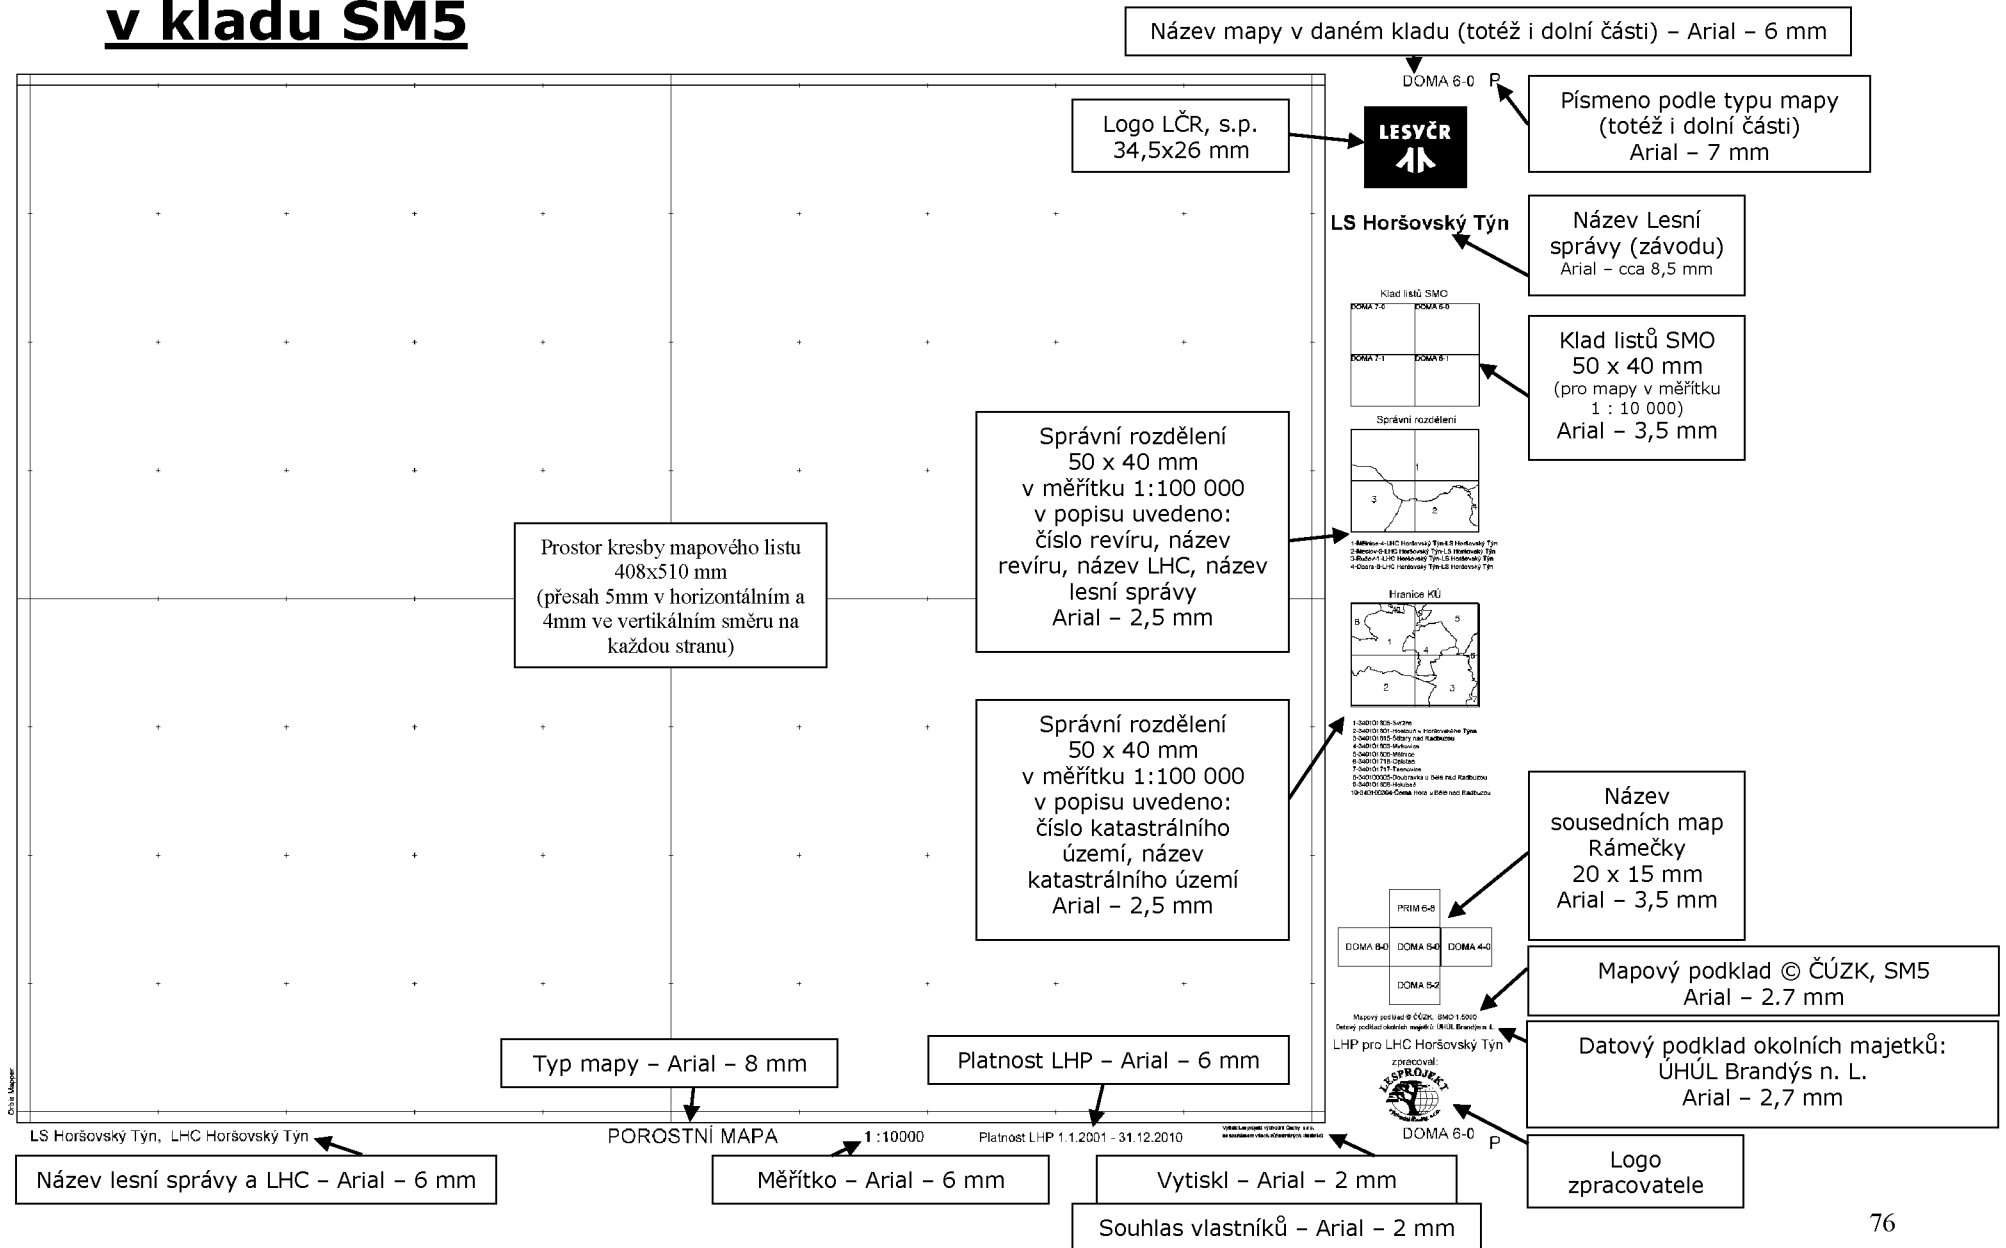 v kladu SM5
Název mapy v daném kladu (totéž i dolní části) – Arial – 6 mm
DOMA 6-0 P
Písmeno podle typu mapy
(totéž i dolní části)
Arial – 7 mm
Logo LČR, s.p.
34,5x26 mm
LESYČR
LS Horšovský Týn
Název Lesní
správy (závodu)
Arial – cca 8,5 mm
Klad listů SMO
DOMA 7-0 DOMA 6-0
DOMA 7-1 DOMA 6-1
Klad listů SMO
50 x 40 mm
(pro mapy v měřítku
1 : 10 000)
Arial – 3,5 mm
Správní rozdělení
1
3
2
Správní rozdělení
50 x 40 mm
v měřítku 1:100 000
v popisu uvedeno:
číslo revíru, název
revíru, název LHC, název
lesní správy
Arial – 2,5 mm
Prostor kresby mapového listu
408x510 mm
(přesah 5mm v horizontálním a
4mm ve vertikálním směru na
každou stranu)
Hranice KÚ
8
5
1
4
2
3
Správní rozdělení
50 x 40 mm
v měřítku 1:100 000
v popisu uvedeno:
číslo katastrálního
území, název
katastrálního území
Arial – 2,5 mm
Název
sousedních map
Rámečky
20 x 15 mm
Arial – 3,5 mm
PRIM 6-8
DOMA 8-0 DOMA 6-0 DOMA 4-0
DOMA 6-2
Mapový podklad © ČÚZK, SM5
Arial – 2.7 mm
Mapový podklad © ČÚZK, SMO 1:5000
Datový podklad okolních majetků: ÚHÚL Brandýs n. L.
Datový podklad okolních majetků:
ÚHÚL Brandýs n. L.
Arial – 2,7 mm
LHP pro LHC Horšovský Týn
zpracoval:
LESPROJEKT
DOMA 6-0 P
Logo
zpracovatele
Typ mapy – Arial – 8 mm
Platnost LHP – Arial – 6 mm
Orbis Mapper
LS Horšovský Týn, LHC Horšovský Týn
POROSTNÍ MAPA
1:10000
Platnost LHP 1.1.2001 - 31.12.2010
Název lesní správy a LHC – Arial – 6 mm
Měřítko – Arial – 6 mm
Vytiskl – Arial – 2 mm
Souhlas vlastníků – Arial – 2 mm
76